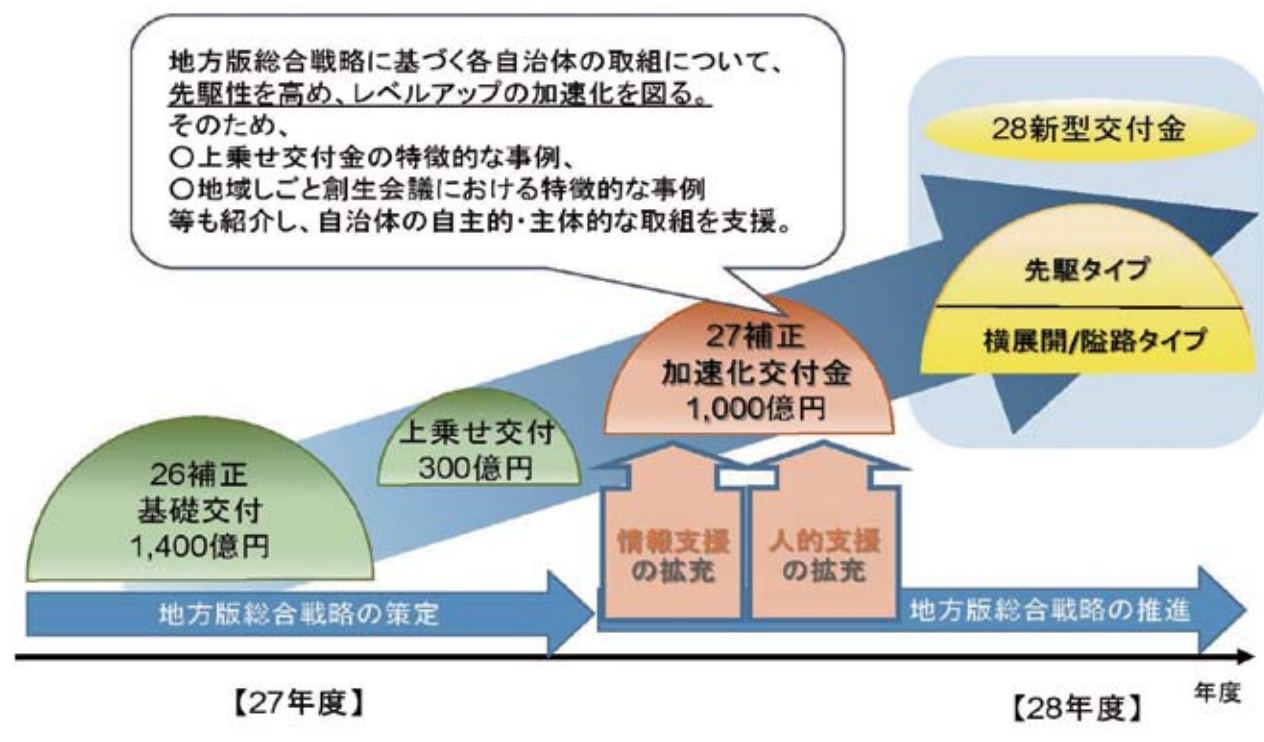 地方版総合戦略に基づく各自治体の取組について、
先駆性を高め、レベルアップの加速化を図る。
そのため、
○上乗せ交付金の特徴的な事例、
○地域しごと創生会議における特徴的な事例
等も紹介し、自治体の自主的・主体的な取組を支援。
28新型交付金
先駆タイプ
横展開/隘路タイプ
27補正
加速化交付金
1,000億円
上乗せ交付
300億円
26補正
基礎交付
1,400億円
情報支援
の拡充
人的支援
の拡充
地方版総合戦略の策定
地方版総合戦略の推進
【27年度】
【28年度】
年度